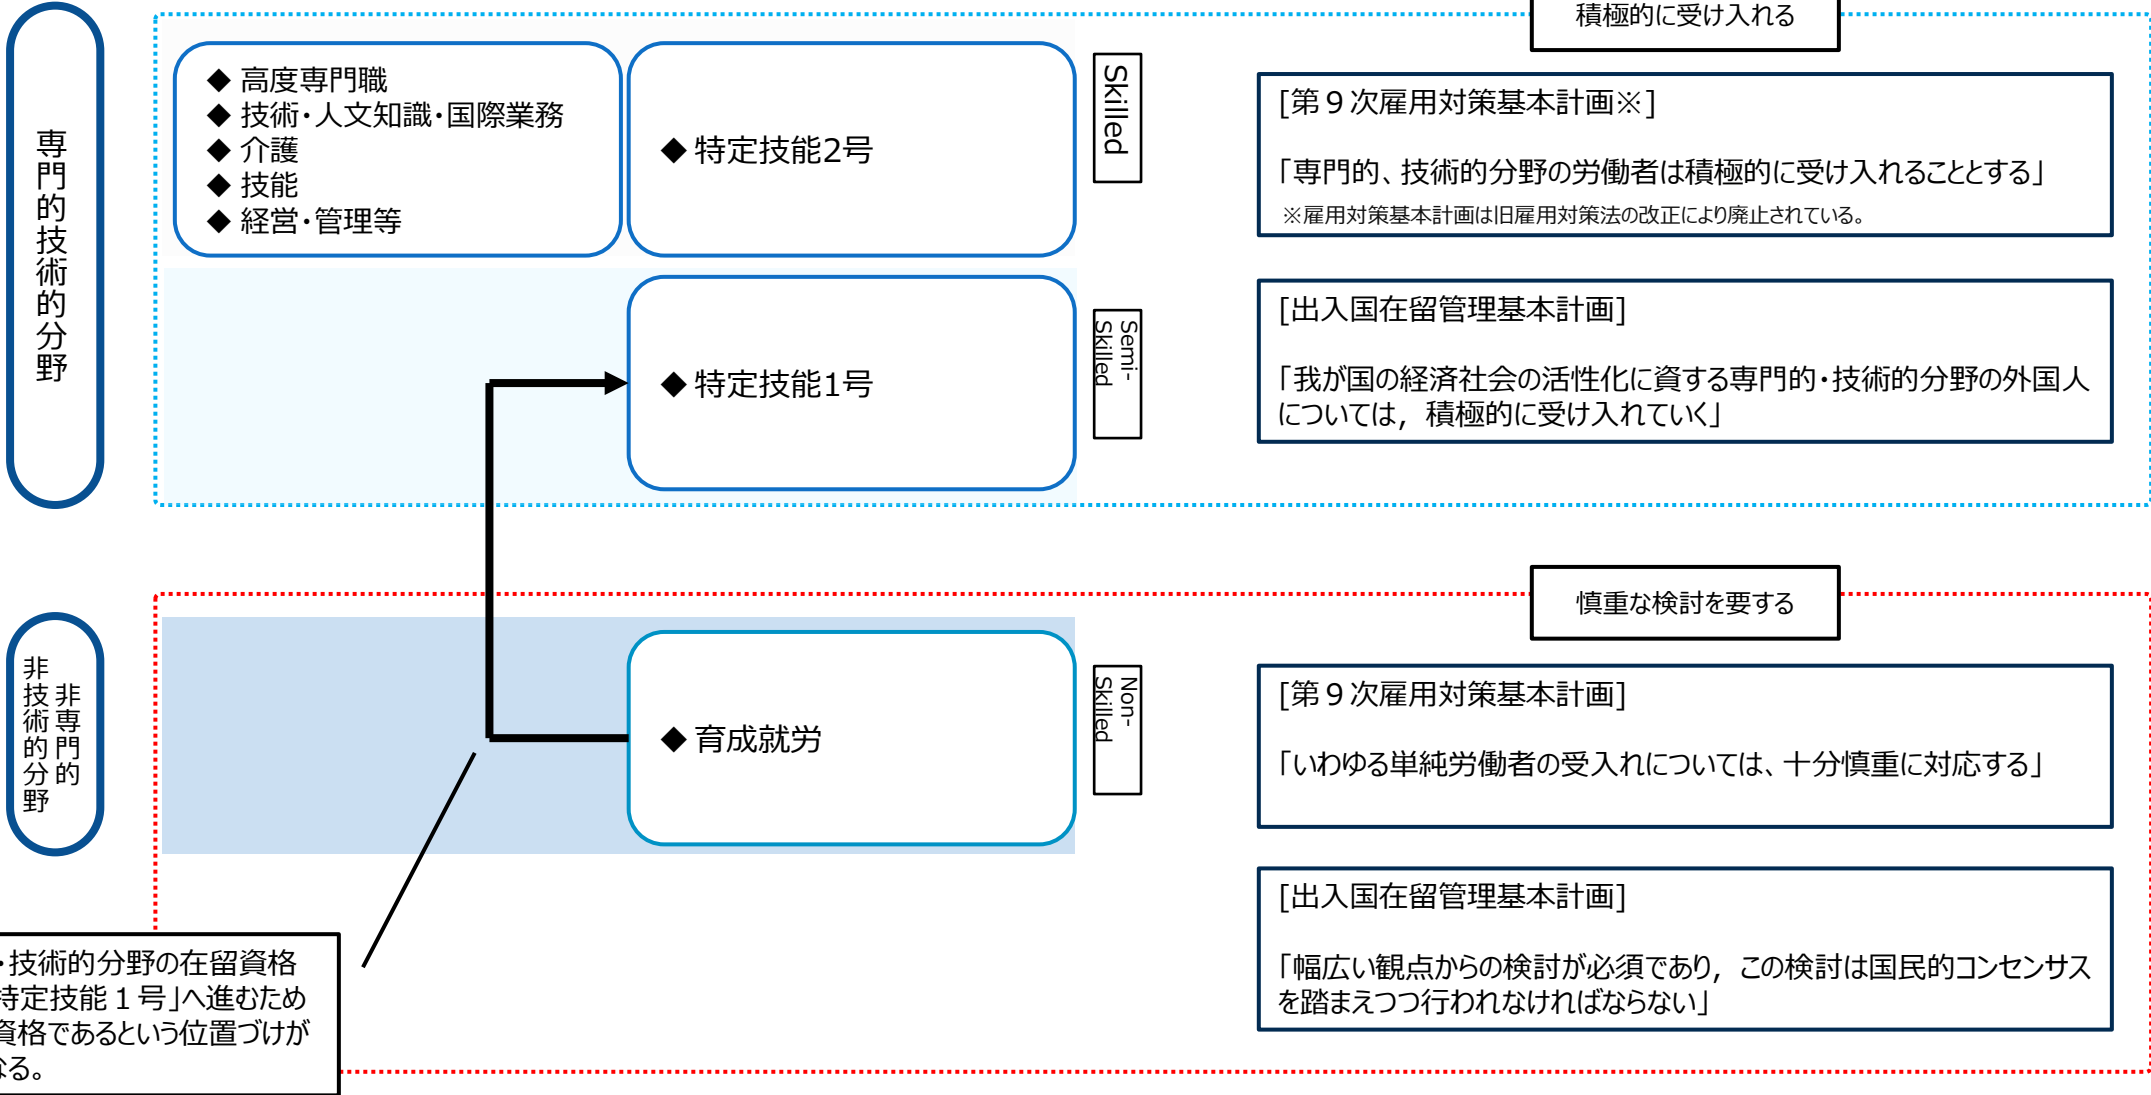 積極的に受け入れる
専門的技術的分野
◆ 高度専門職
◆ 技術・人文知識・国際業務
◆ 介護
◆ 技能
◆ 経営・管理等
◆ 特定技能2号
Skilled
[第９次雇用対策基本計画※]
「専門的、技術的分野の労働者は積極的に受け入れることとする」
※雇用対策基本計画は旧雇用対策法の改正により廃止されている。
◆ 特定技能1号
Semi-
Skilled
[出入国在留管理基本計画]
「我が国の経済社会の活性化に資する専門的・技術的分野の外国人
については，積極的に受け入れていく」
慎重な検討を要する
非専門的
非技術的分野
◆ 育成就労
Non-
Skilled
[第９次雇用対策基本計画]
「いわゆる単純労働者の受入れについては、十分慎重に対応する」
[出入国在留管理基本計画]
「幅広い観点からの検討が必須であり，この検討は国民的コンセンサス
を踏まえつつ行われなければならない」
・技術的分野の在留資格
特定技能１号」へ進むため
資格であるという位置づけが
なる。